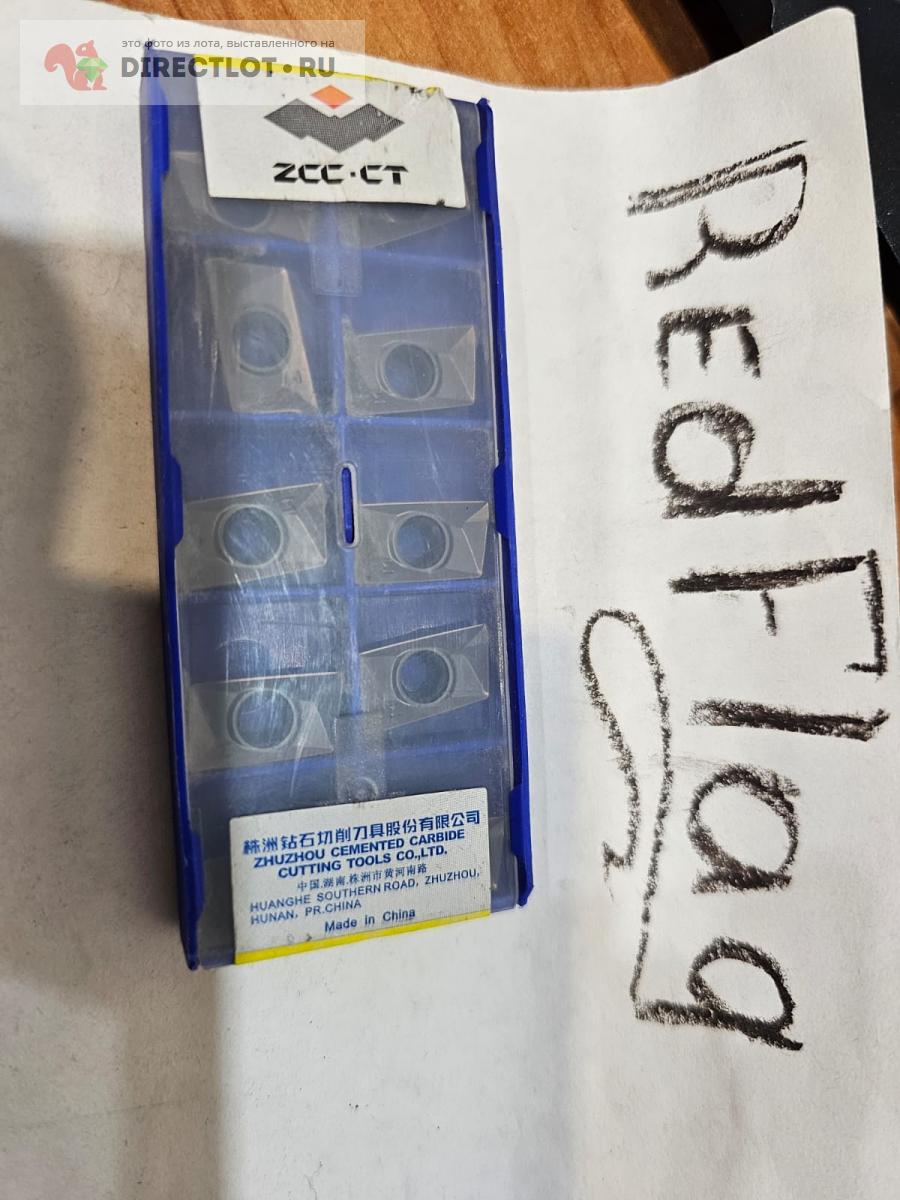 это фото из лота, выставленного на
DIRECTLOT•RU
ZCC·CT
株洲钻石切削刀具股份有限公司
ZHUZHOU CEMENTED CARBIDE
CUTTING TOOLS CO.,LTD.
中国.湖南.株洲市黄河南路
HUANGHE SOUTHERN ROAD, ZHUZHOU,
HUNAN, PR.CHINA
Made in China
Red Flag